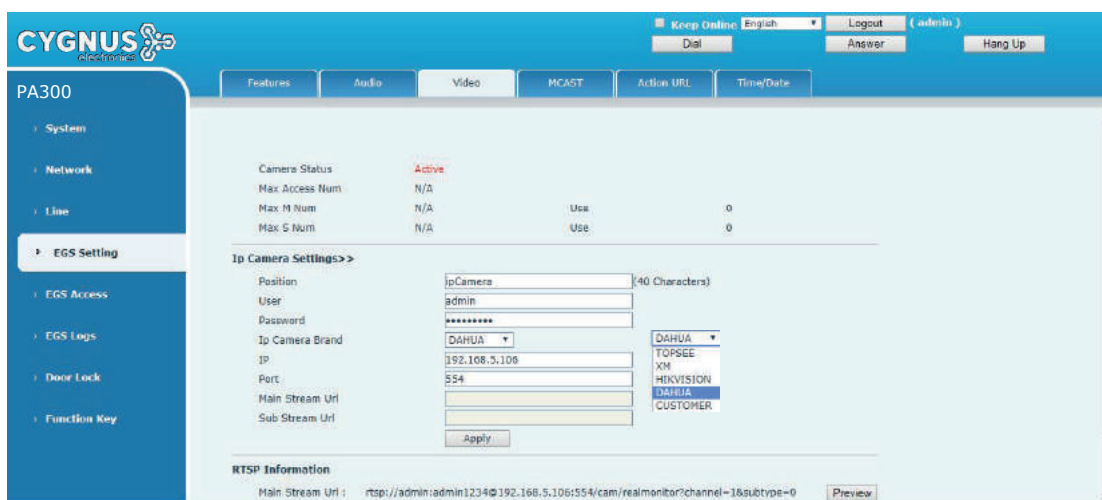 Keep Online English Logout ( admin )
CYGNUS
electronics
Dial Answer Hang Up
PA300
Features Audio Video MCAST Action URL Time/Date
System
Network
Line
EGS Setting
EGS Access
EGS Logs
Door Lock
Function Key
Camera Status Active
Max Access Num N/A
Max M Num N/A Use 0
Max S Num N/A Use 0
Ip Camera Settings>>
Position ipCamera (40 Characters)
User admin
Password •••••••••
Ip Camera Brand DAHUA DAHUA
TOPSEE
XM
HIKVISION
DAHUA
CUSTOMER
IP 192.168.5.106
Port 554
Main Stream Url
Sub Stream Url
Apply
RTSP Information
Main Stream Url : rtsp://admin:admin1234@192.168.5.106:554/cam/realmonitor?channel=1&subtype=0 Preview